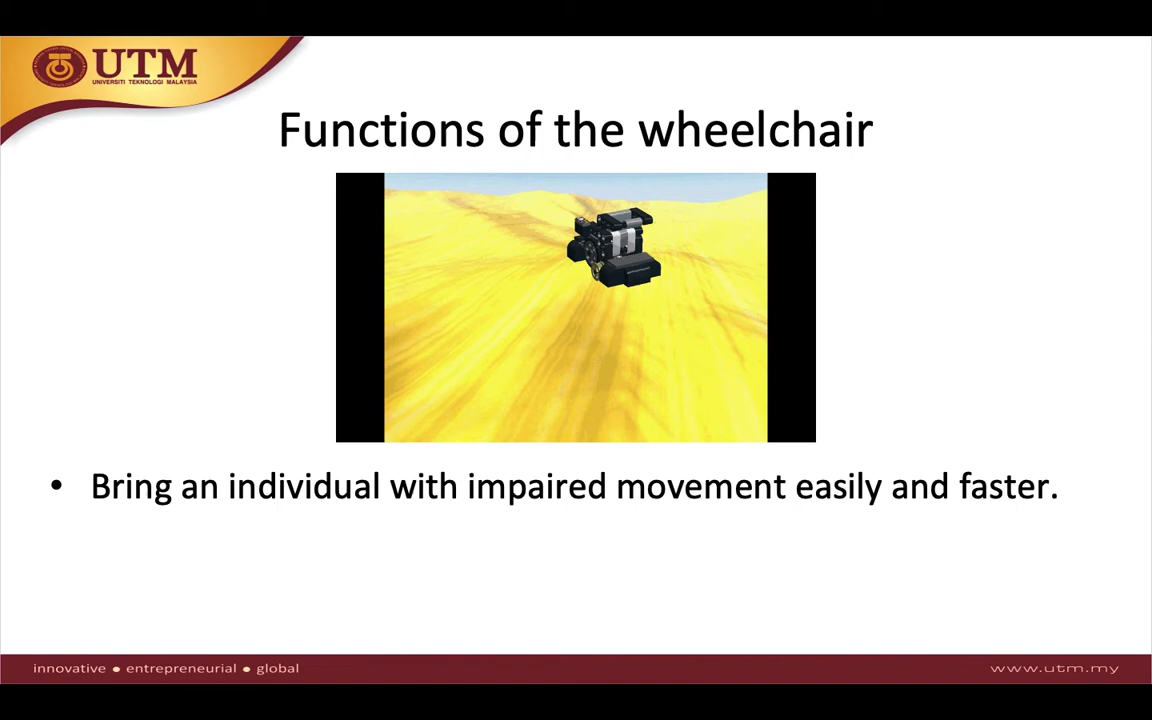 UTM
UNIVERSITI TEKNOLOGI MALAYSIA
Functions of the wheelchair
• Bring an individual with impaired movement easily and faster.
innovative ● entrepreneurial ● global
www.utm.my